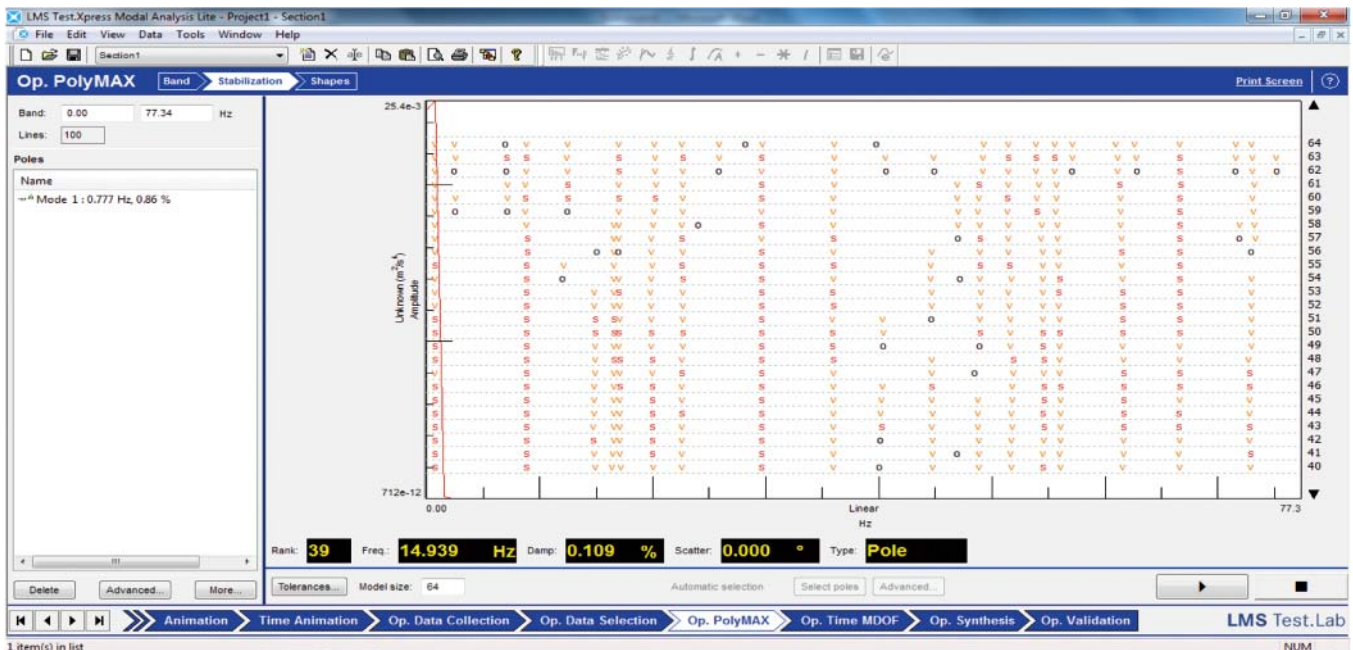 LMS Test.Xpress Modal Analysis Lite - Project1 - Section1
File Edit View Data Tools Window Help
Section1
Op. PolyMAX Band Stabilization Shapes Print Screen
Band: 0.00 77.34 Hz
Lines: 100
Poles
Name
Mode 1 : 0.777 Hz, 0.86 %
25.4e-3
Unknown (m²/s⁴)
Amplitude
712e-12
64
63
62
61
60
59
58
57
56
55
54
53
52
51
50
49
48
47
46
45
44
43
42
41
40
0.00 Linear 77.3
Hz
Rank: 39 Freq.: 14.939 Hz Damp: 0.109 % Scatter: 0.000 ° Type: Pole
Delete Advanced... More... Tolerances... Model size: 64 Automatic selection Select poles Advanced...
Animation Time Animation Op. Data Collection Op. Data Selection Op. PolyMAX Op. Time MDOF Op. Synthesis Op. Validation LMS Test.Lab
1 item(s) in list NUM